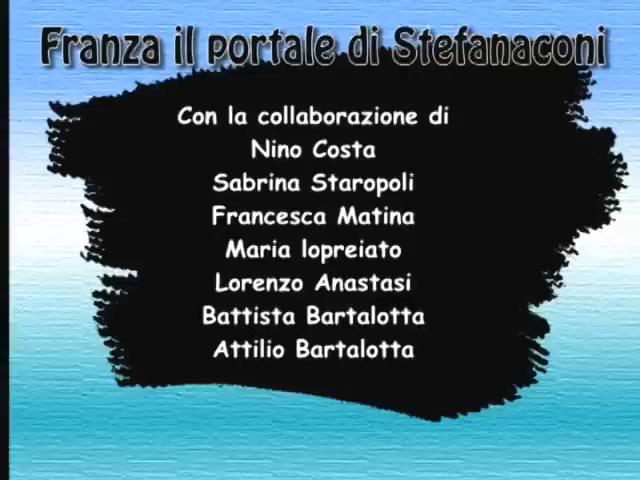 Franza il portale di Stefanaconi
Con la collaborazione di
Nino Costa
Sabrina Staropoli
Francesca Matina
Maria lopreiato
Lorenzo Anastasi
Battista Bartalotta
Attilio Bartalotta